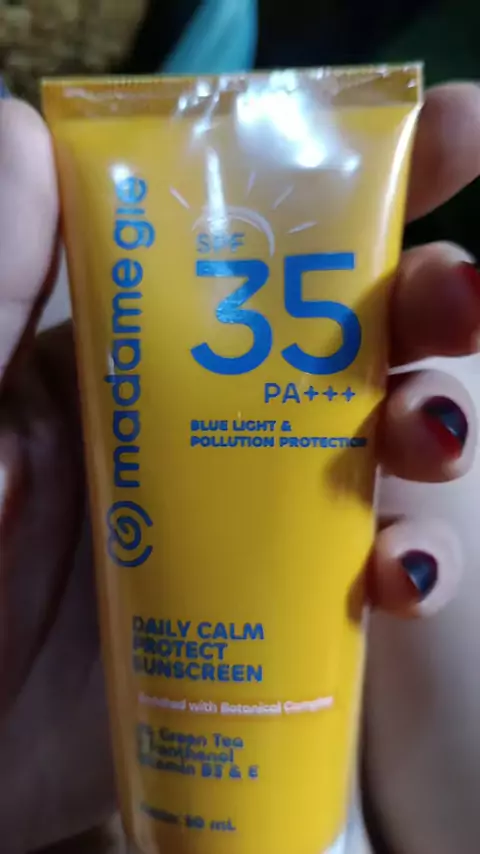 madame gie
SPF
35
PA+++
BLUE LIGHT &
POLLUTION PROTECTION
DAILY CALM
PROTECT
SUNSCREEN
Enriched with Botanical Complex
Green Tea
Panthenol
Vitamin B3 & E
mL